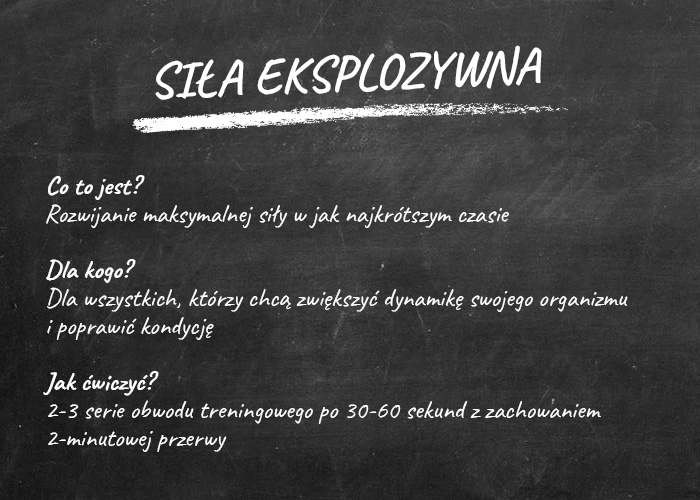 SIŁA EKSPLOZYWNA
Co to jest?
Rozwijanie maksymalnej siły w jak najkrótszym czasie
Dla kogo?
Dla wszystkich, którzy chcą zwiększyć dynamikę swojego organizmu
i poprawić kondycję
Jak ćwiczyć?
2-3 serie obwodu treningowego po 30-60 sekund z zachowaniem
2-minutowej przerwy